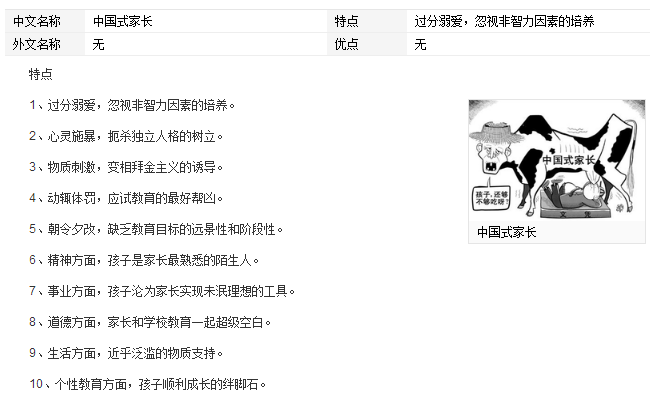 中文名称 中国式家长 特点 过分溺爱，忽视非智力因素的培养
外文名称 无 优点 无
特点
1、过分溺爱，忽视非智力因素的培养。
2、心灵施暴，扼杀独立人格的树立。
3、物质刺激，变相拜金主义的诱导。
4、动辄体罚，应试教育的最好帮凶。
5、朝令夕改，缺乏教育目标的远景性和阶段性。
6、精神方面，孩子是家长最熟悉的陌生人。
7、事业方面，孩子沦为家长实现未泯理想的工具。
8、道德方面，家长和学校教育一起超级空白。
9、生活方面，近乎泛滥的物质支持。
10、个性教育方面，孩子顺利成长的绊脚石。
中国式家长
孩子，还够
不够吃呀！
文凭
中国式家长